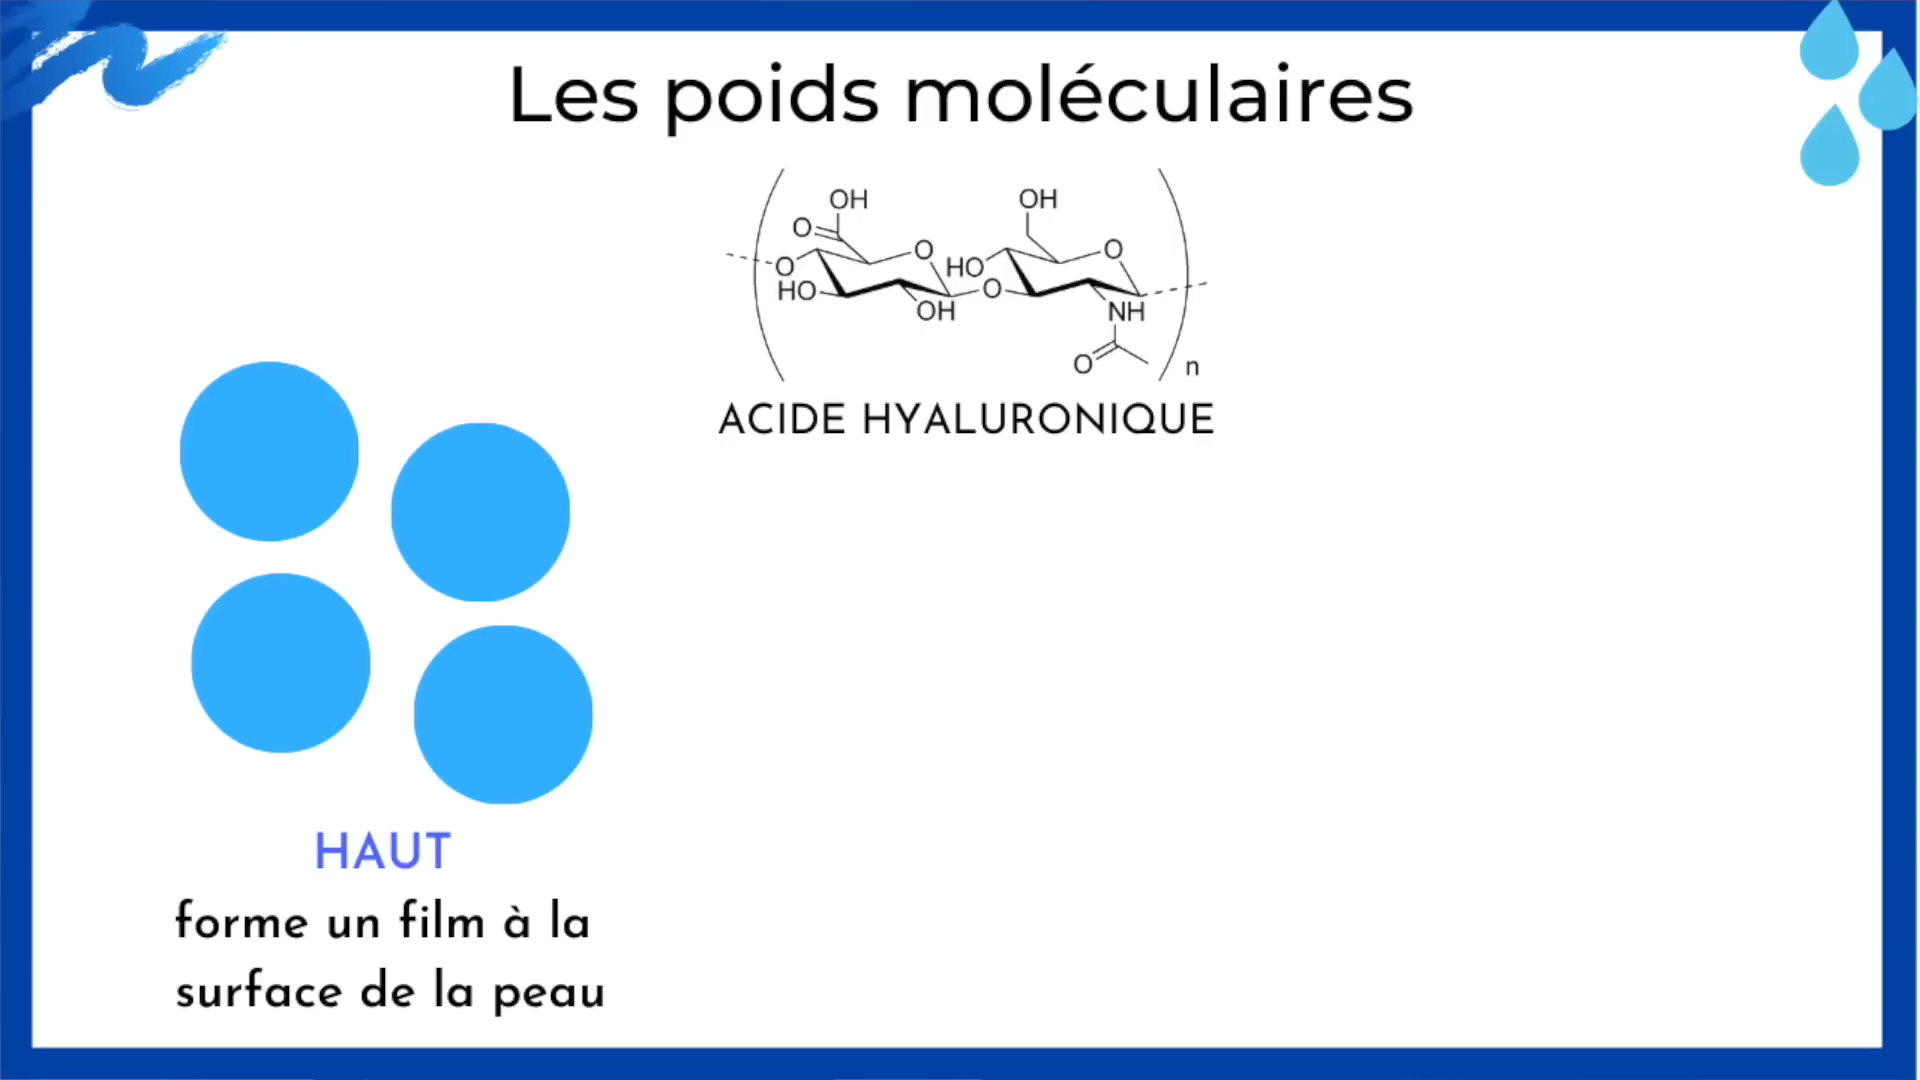 Les poids moléculaires
OH
OH
O
O
O
O
HO
HO
O
OH
NH
O
n
ACIDE HYALURONIQUE
HAUT
forme un film à la
surface de la peau